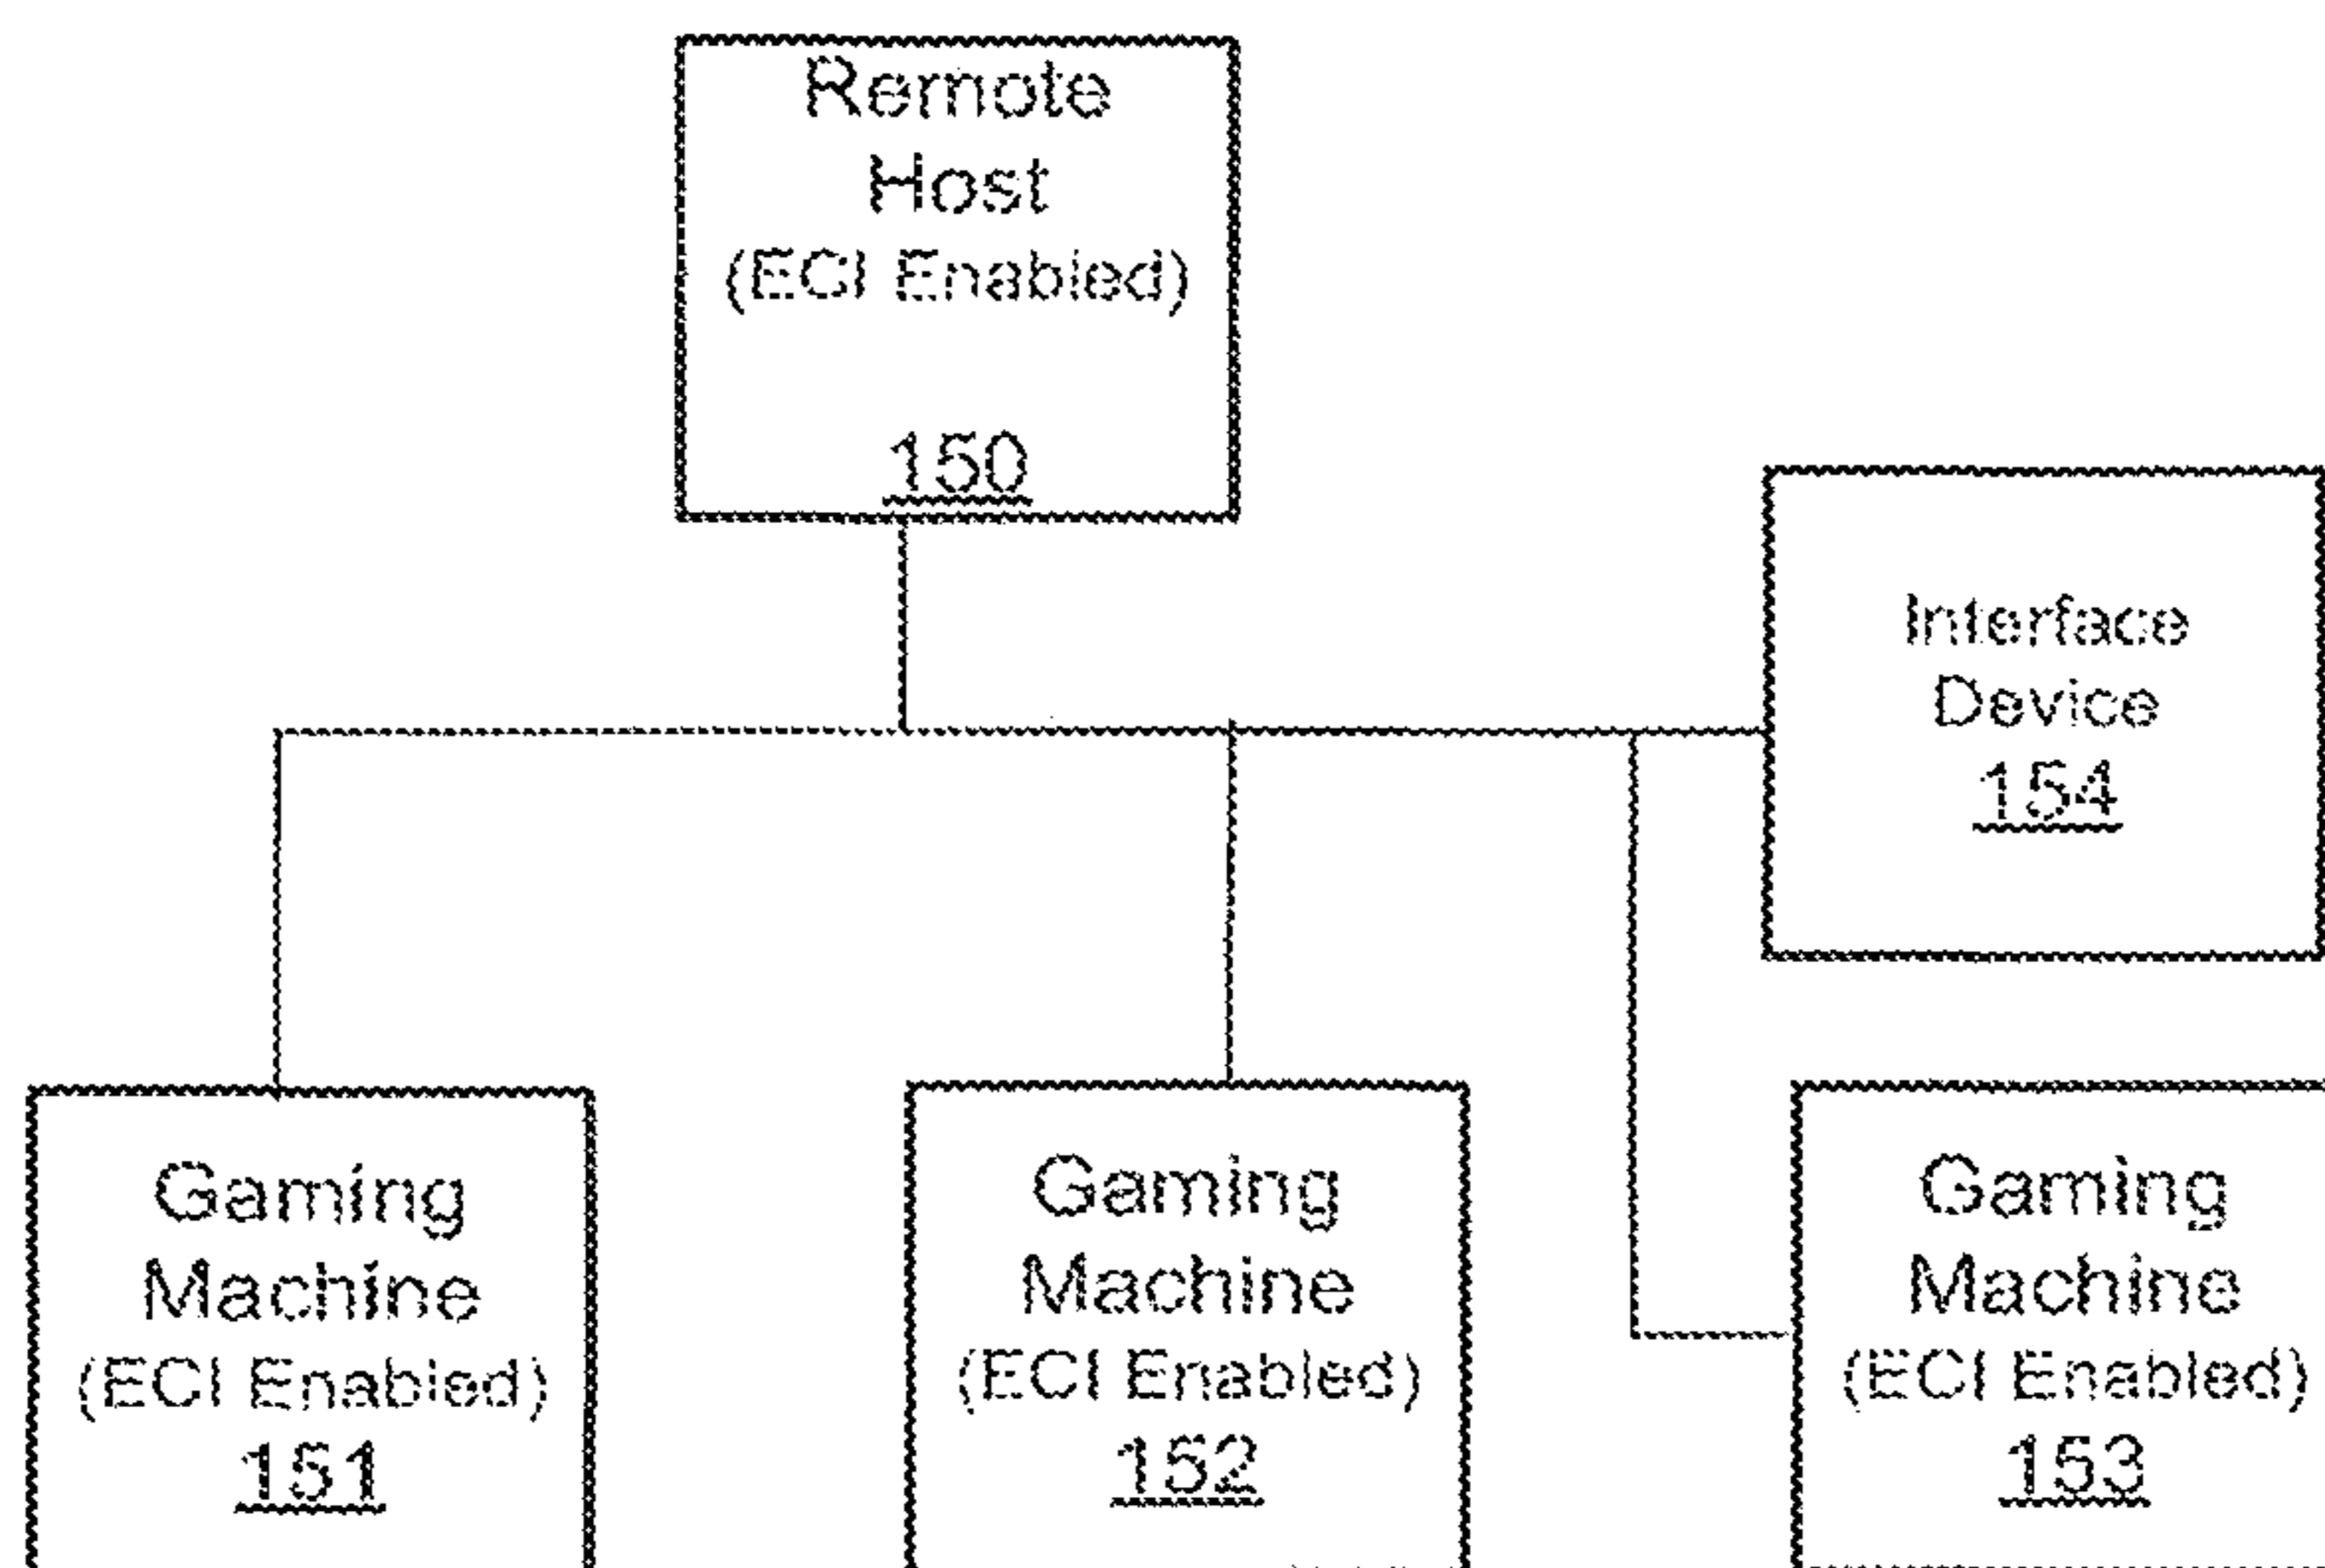 Remote
Host
(ECI Enabled)
150
Interface
Device
154
Gaming
Machine
(ECI Enabled)
151
Gaming
Machine
(ECI Enabled)
152
Gaming
Machine
(ECI Enabled)
153